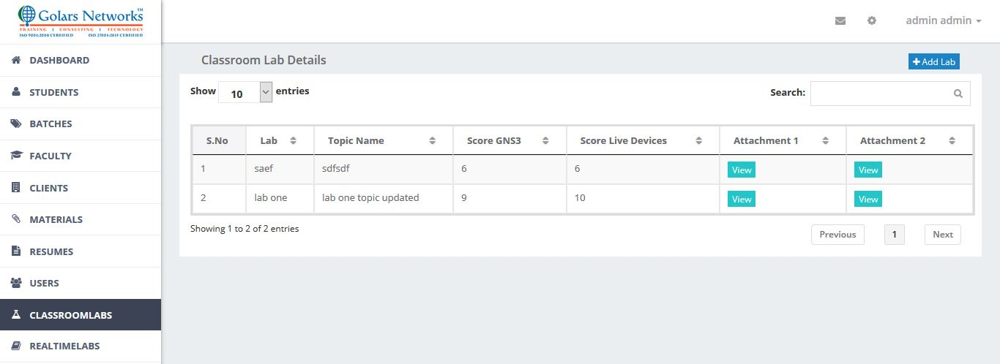 Golars Networks™
TRAINING | CONSULTING | TECHNOLOGY
ISO 9001:2008 CERTIFIED ISO 27001:2013 CERTIFIED
admin admin
DASHBOARD
STUDENTS
BATCHES
FACULTY
CLIENTS
MATERIALS
RESUMES
USERS
CLASSROOMLABS
REALTIMELABS
Classroom Lab Details
Add Lab
Show 10 entries
Search:
S.No Lab Topic Name Score GNS3 Score Live Devices Attachment 1 Attachment 2
1 saef sdfsdf 6 6 View View
2 lab one lab one topic updated 9 10 View View
Showing 1 to 2 of 2 entries
Previous 1 Next